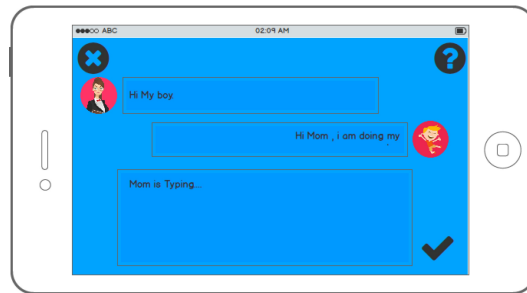 ABC 02:09 AM
Hi My boy
Hi Mom , i am doing my
Mom is Typing...